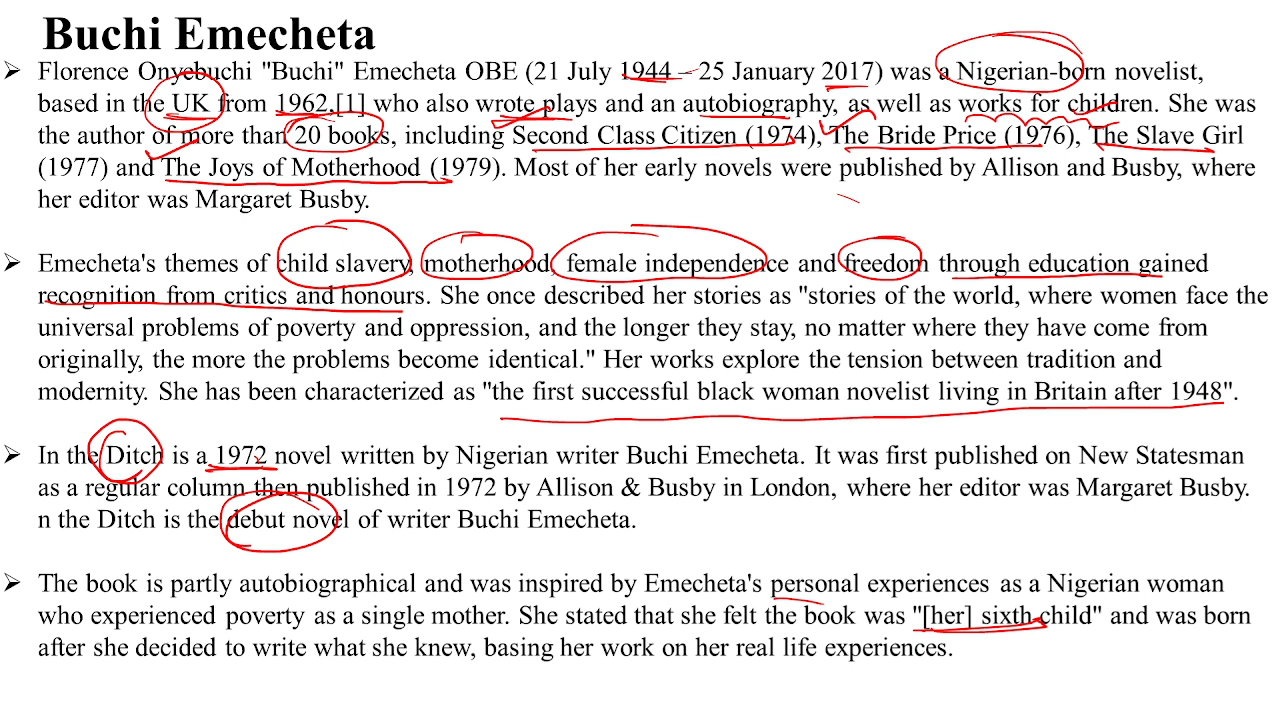 Buchi Emecheta
➢ Florence Onyebuchi "Buchi" Emecheta OBE (21 July 1944 – 25 January 2017) was a Nigerian-born novelist,
based in the UK from 1962,[1] who also wrote plays and an autobiography, as well as works for children. She was
the author of more than 20 books, including Second Class Citizen (1974), The Bride Price (1976), The Slave Girl
(1977) and The Joys of Motherhood (1979). Most of her early novels were published by Allison and Busby, where
her editor was Margaret Busby.
➢ Emecheta's themes of child slavery, motherhood, female independence and freedom through education gained
recognition from critics and honours. She once described her stories as "stories of the world, where women face the
universal problems of poverty and oppression, and the longer they stay, no matter where they have come from
originally, the more the problems become identical." Her works explore the tension between tradition and
modernity. She has been characterized as "the first successful black woman novelist living in Britain after 1948".
➢ In the Ditch is a 1972 novel written by Nigerian writer Buchi Emecheta. It was first published on New Statesman
as a regular column then published in 1972 by Allison & Busby in London, where her editor was Margaret Busby.
n the Ditch is the debut novel of writer Buchi Emecheta.
➢ The book is partly autobiographical and was inspired by Emecheta's personal experiences as a Nigerian woman
who experienced poverty as a single mother. She stated that she felt the book was "[her] sixth child" and was born
after she decided to write what she knew, basing her work on her real life experiences.